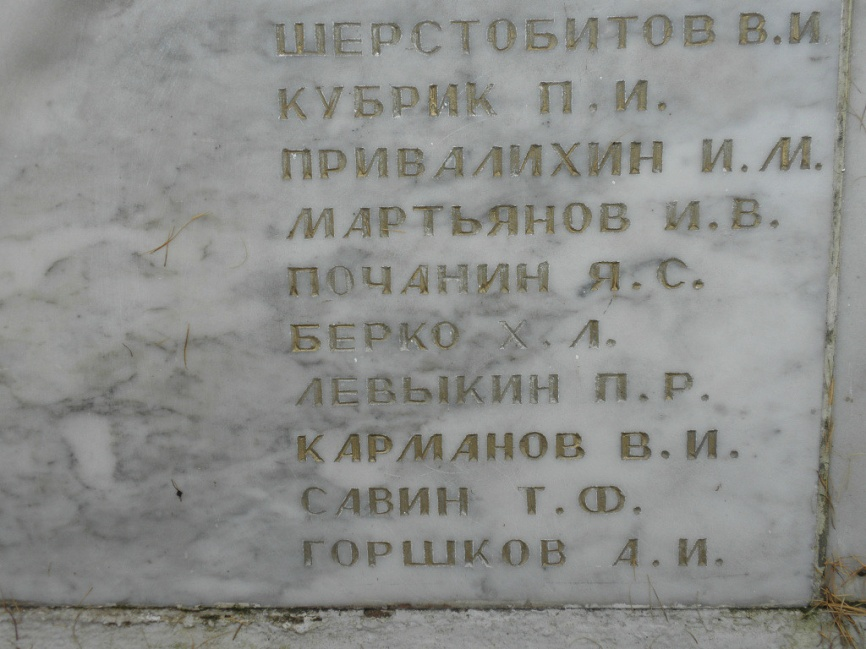 ШЕРСТОБИТОВ В.И
КУБРИК П.И.
ПРИВАЛИХИН И.М.
МАРТЬЯНОВ И.В.
ПОЧАНИН Я.С.
БЕРКО Х.Л.
ЛЕВЫКИН П.Р.
КАРМАНОВ В.И.
САВИН Т.Ф.
ГОРШКОВ А.И.